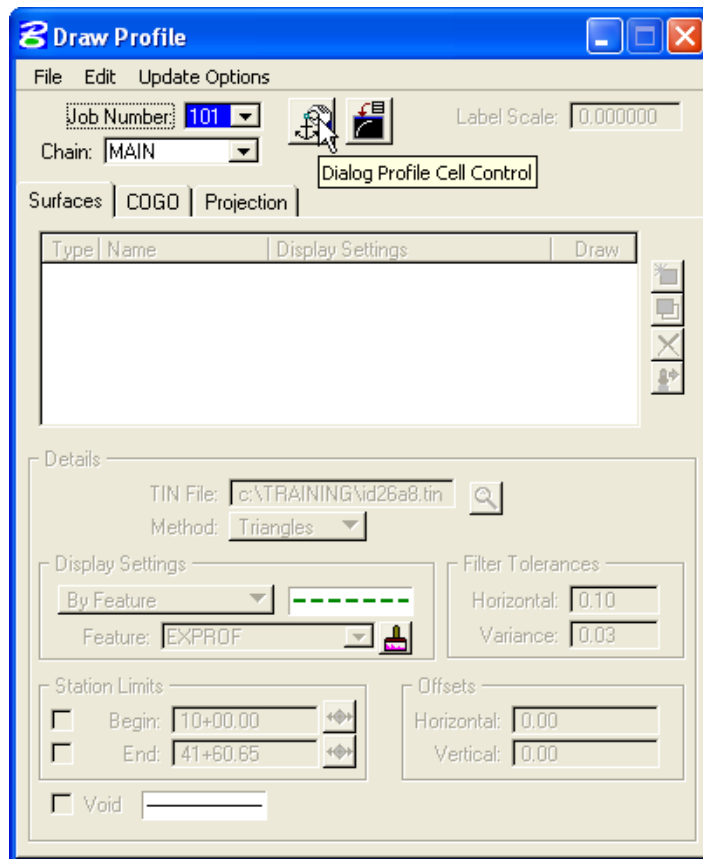 Draw Profile
File Edit Update Options
Job Number: 101
Label Scale: 0.000000
Chain: MAIN
Dialog Profile Cell Control
Surfaces COGO Projection
Type Name Display Settings Draw
Details
TIN File: c:\TRAINING\id26a8.tin
Method: Triangles
Display Settings
By Feature
Feature: EXPROF
Filter Tolerances
Horizontal: 0.10
Variance: 0.03
Station Limits
Begin: 10+00.00
End: 41+60.65
Offsets
Horizontal: 0.00
Vertical: 0.00
Void